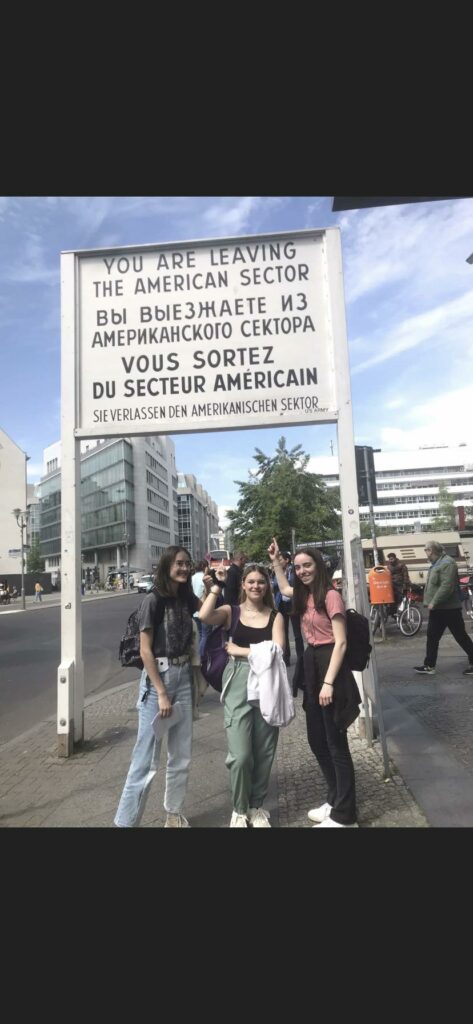 YOU ARE LEAVING
THE AMERICAN SECTOR
ВЫ ВЫЕЗЖАЕТЕ ИЗ
АМЕРИКАНСКОГО СЕКТОРА
VOUS SORTEZ
DU SECTEUR AMÉRICAIN
SIE VERLASSEN DEN AMERIKANISCHEN SEKTOR
US ARMY